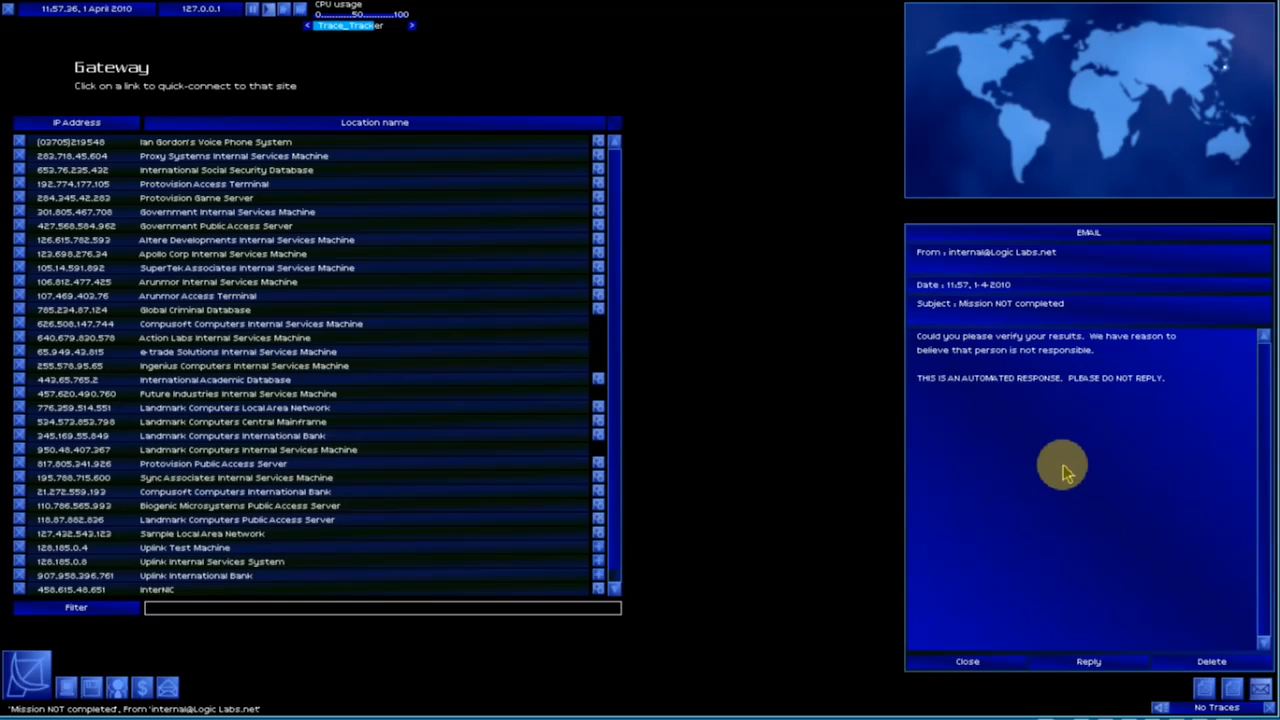 11:57.36, 1 April 2010
127.0.0.1
CPU usage
0.........50.........100
< Trace_Tracker >
Gateway
Click on a link to quick-connect to that site
IP Address Location name
(03705)219548 Ian Gordon's Voice Phone System
283.718.45.604 Proxy Systems Internal Services Machine
653.76.235.432 International Social Security Database
192.774.177.105 Protovision Access Terminal
284.345.42.283 Protovision Game Server
301.805.467.708 Government Internal Services Machine
427.568.584.962 Government Public Access Server
126.615.782.593 Altere Developments Internal Services Machine
123.698.276.34 Apollo Corp Internal Services Machine
105.14.591.892 SuperTek Associates Internal Services Machine
106.812.477.425 Arunmor Internal Services Machine
107.469.403.76 Arunmor Access Terminal
785.234.87.124 Global Criminal Database
626.508.147.744 Compusoft Computers Internal Services Machine
640.679.830.578 Action Labs Internal Services Machine
65.949.43.815 e-trade Solutions Internal Services Machine
255.578.95.65 Ingenius Computers Internal Services Machine
443.65.765.2 International Academic Database
457.620.490.760 Future Industries Internal Services Machine
776.359.514.551 Landmark Computers Local Area Network
534.573.853.798 Landmark Computers Central Mainframe
345.169.55.849 Landmark Computers International Bank
950.48.407.367 Landmark Computers Internal Services Machine
817.805.341.926 Protovision Public Access Server
195.788.715.600 Sync Associates Internal Services Machine
21.272.559.193 Compusoft Computers International Bank
110.786.565.993 Biogenic Microsystems Public Access Server
118.87.882.836 Landmark Computers Public Access Server
127.432.543.123 Sample Local Area Network
128.185.0.4 Uplink Test Machine
128.185.0.8 Uplink Internal Services System
907.958.396.761 Uplink International Bank
458.615.48.651 InterNIC
Filter
'Mission NOT completed', From 'internal@Logic Labs.net'
EMAIL
From : internal@Logic Labs.net
Date : 11:57, 1-4-2010
Subject : Mission NOT completed
Could you please verify your results. We have reason to
believe that person is not responsible.
THIS IS AN AUTOMATED RESPONSE. PLEASE DO NOT REPLY.
Close Reply Delete
No Traces